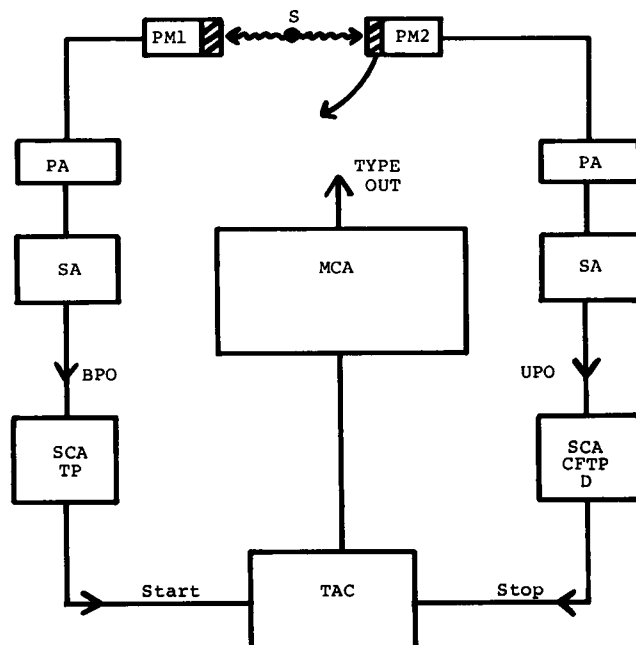 S
PM1
PM2
PA
PA
TYPE
OUT
SA
SA
MCA
BPO
UPO
SCA
TP
SCA
CFTP
D
Start
TAC
Stop